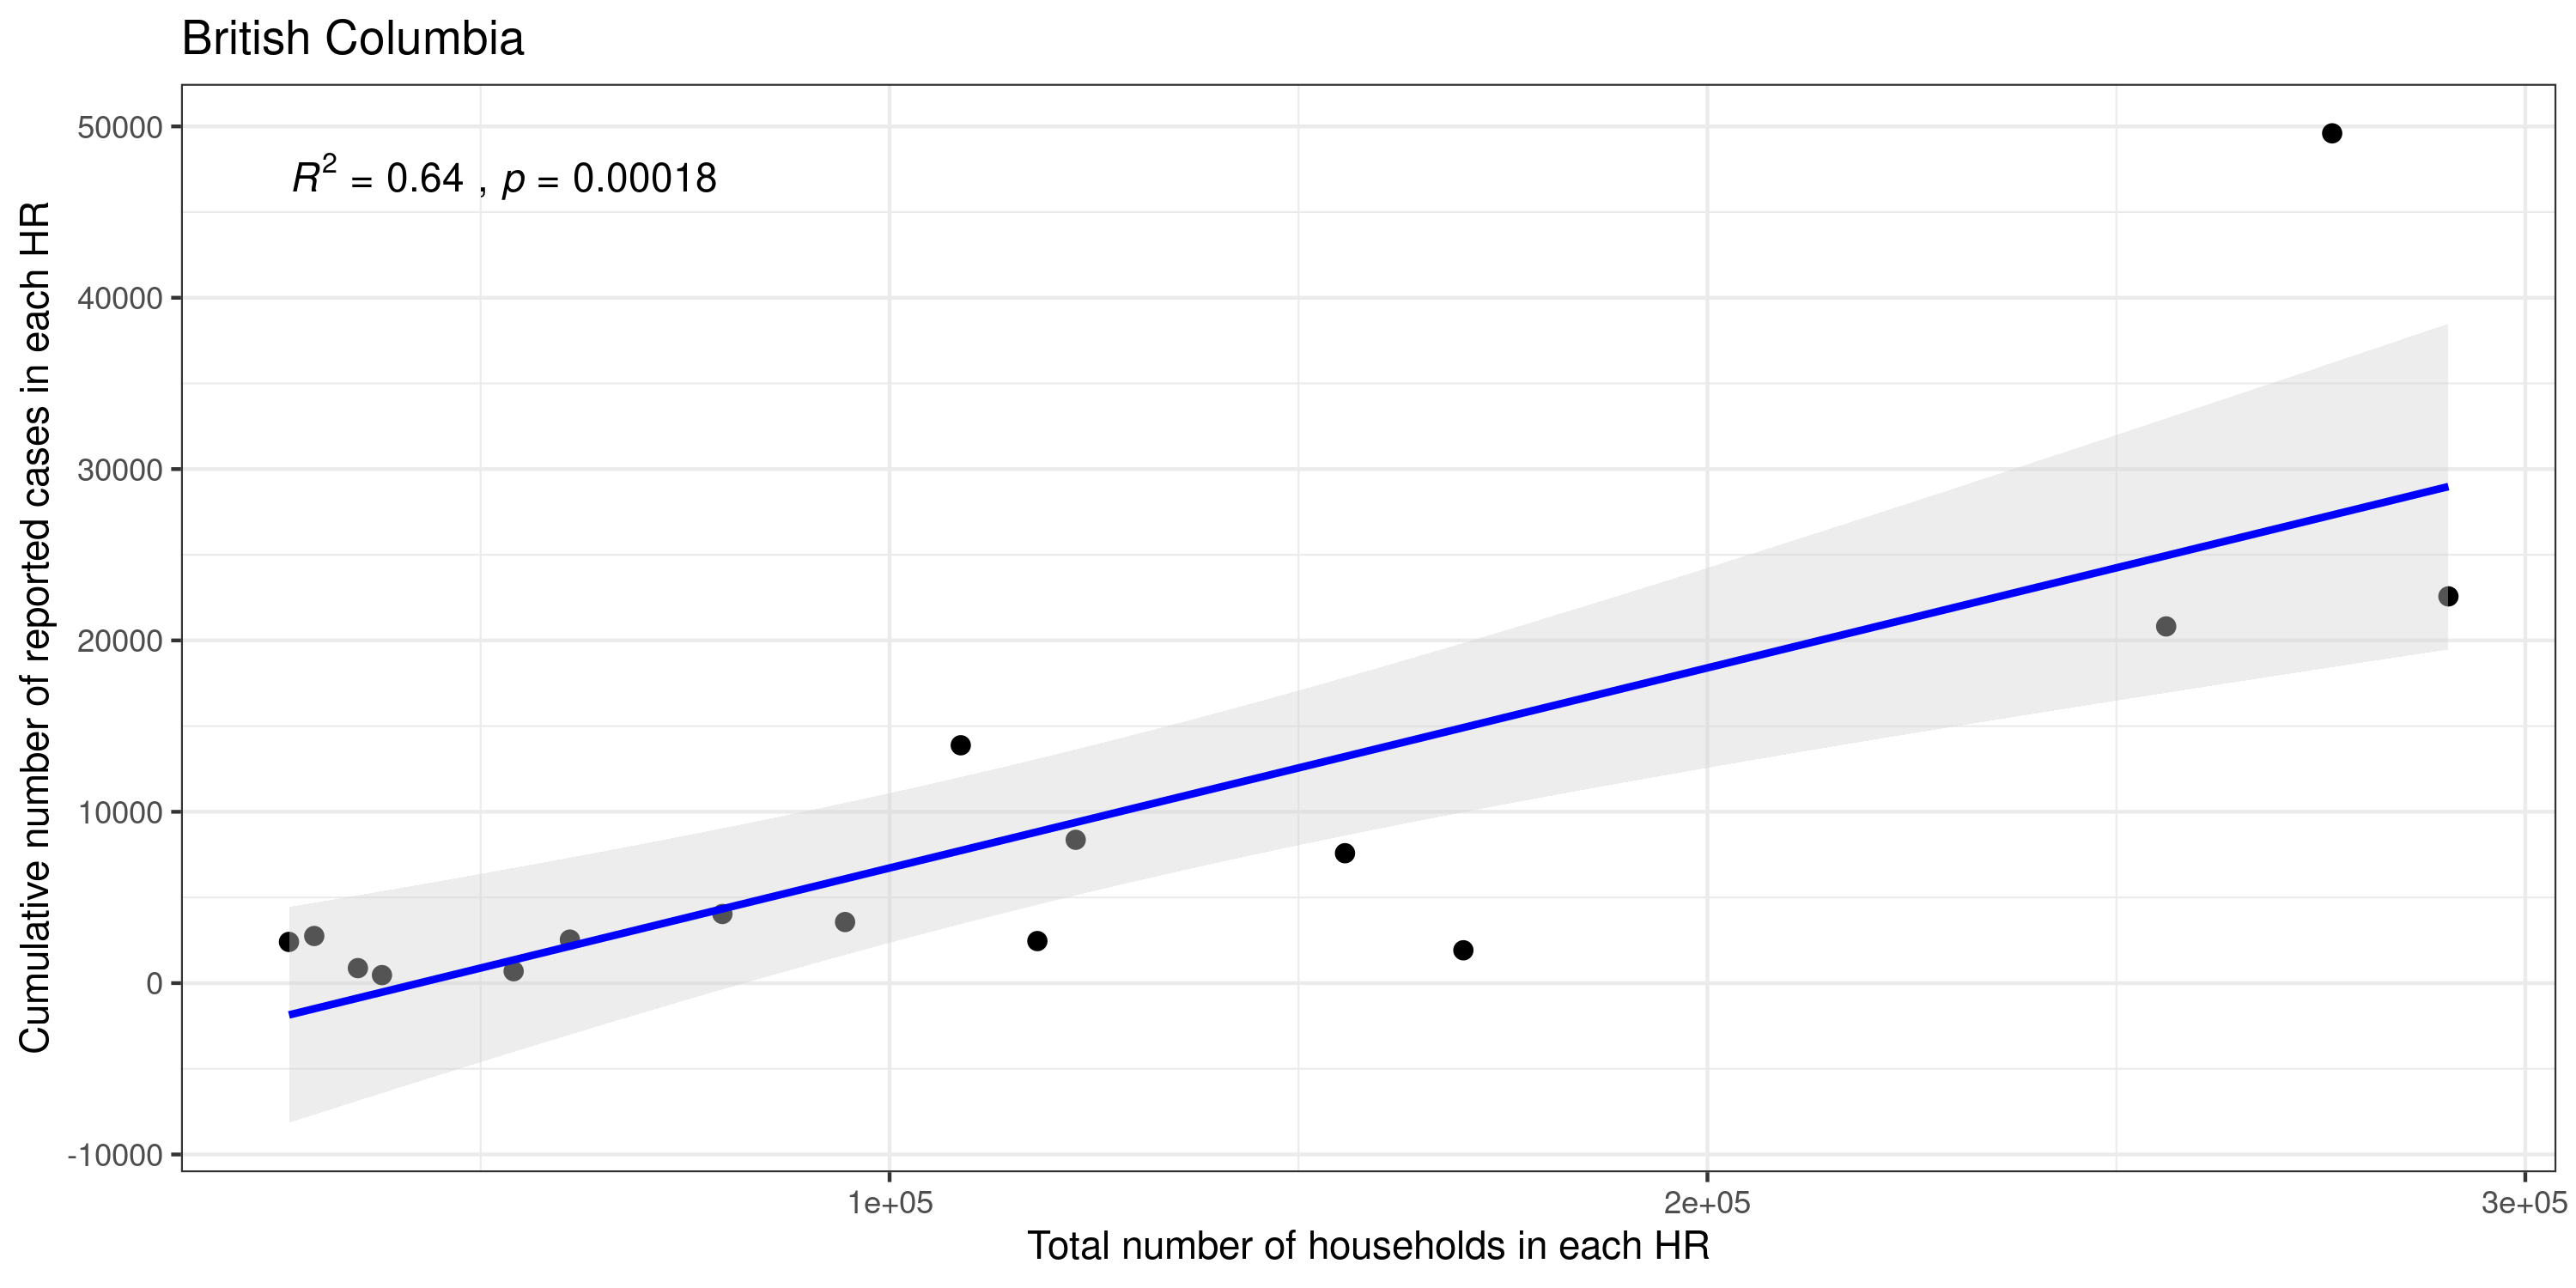 British Columbia
R² = 0.64 , p = 0.00018
Cumulative number of reported cases in each HR
50000
40000
30000
20000
10000
0
-10000
1e+05 2e+05 3e+05
Total number of households in each HR